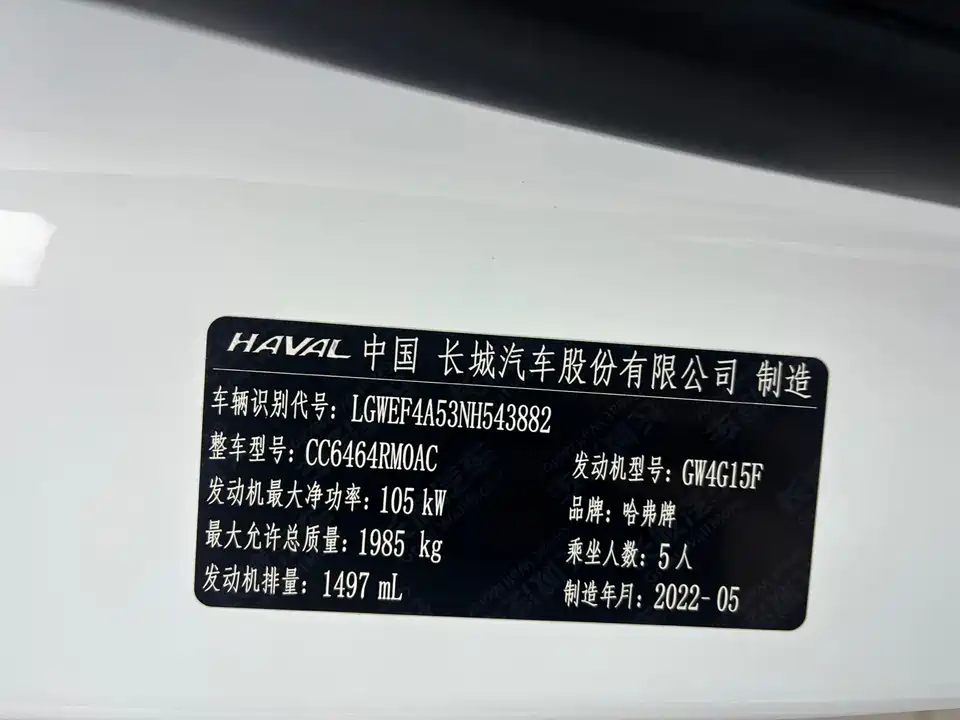 HAVAL 中国 长城汽车股份有限公司 制造
车辆识别代号: LGWEF4A53NH543882
整车型号: CC6464RM0AC
发动机型号: GW4G15F
发动机最大净功率: 105 kW
品牌: 哈弗牌
最大允许总质量: 1985 kg
乘坐人数: 5 人
发动机排量: 1497 mL
制造年月: 2022-05